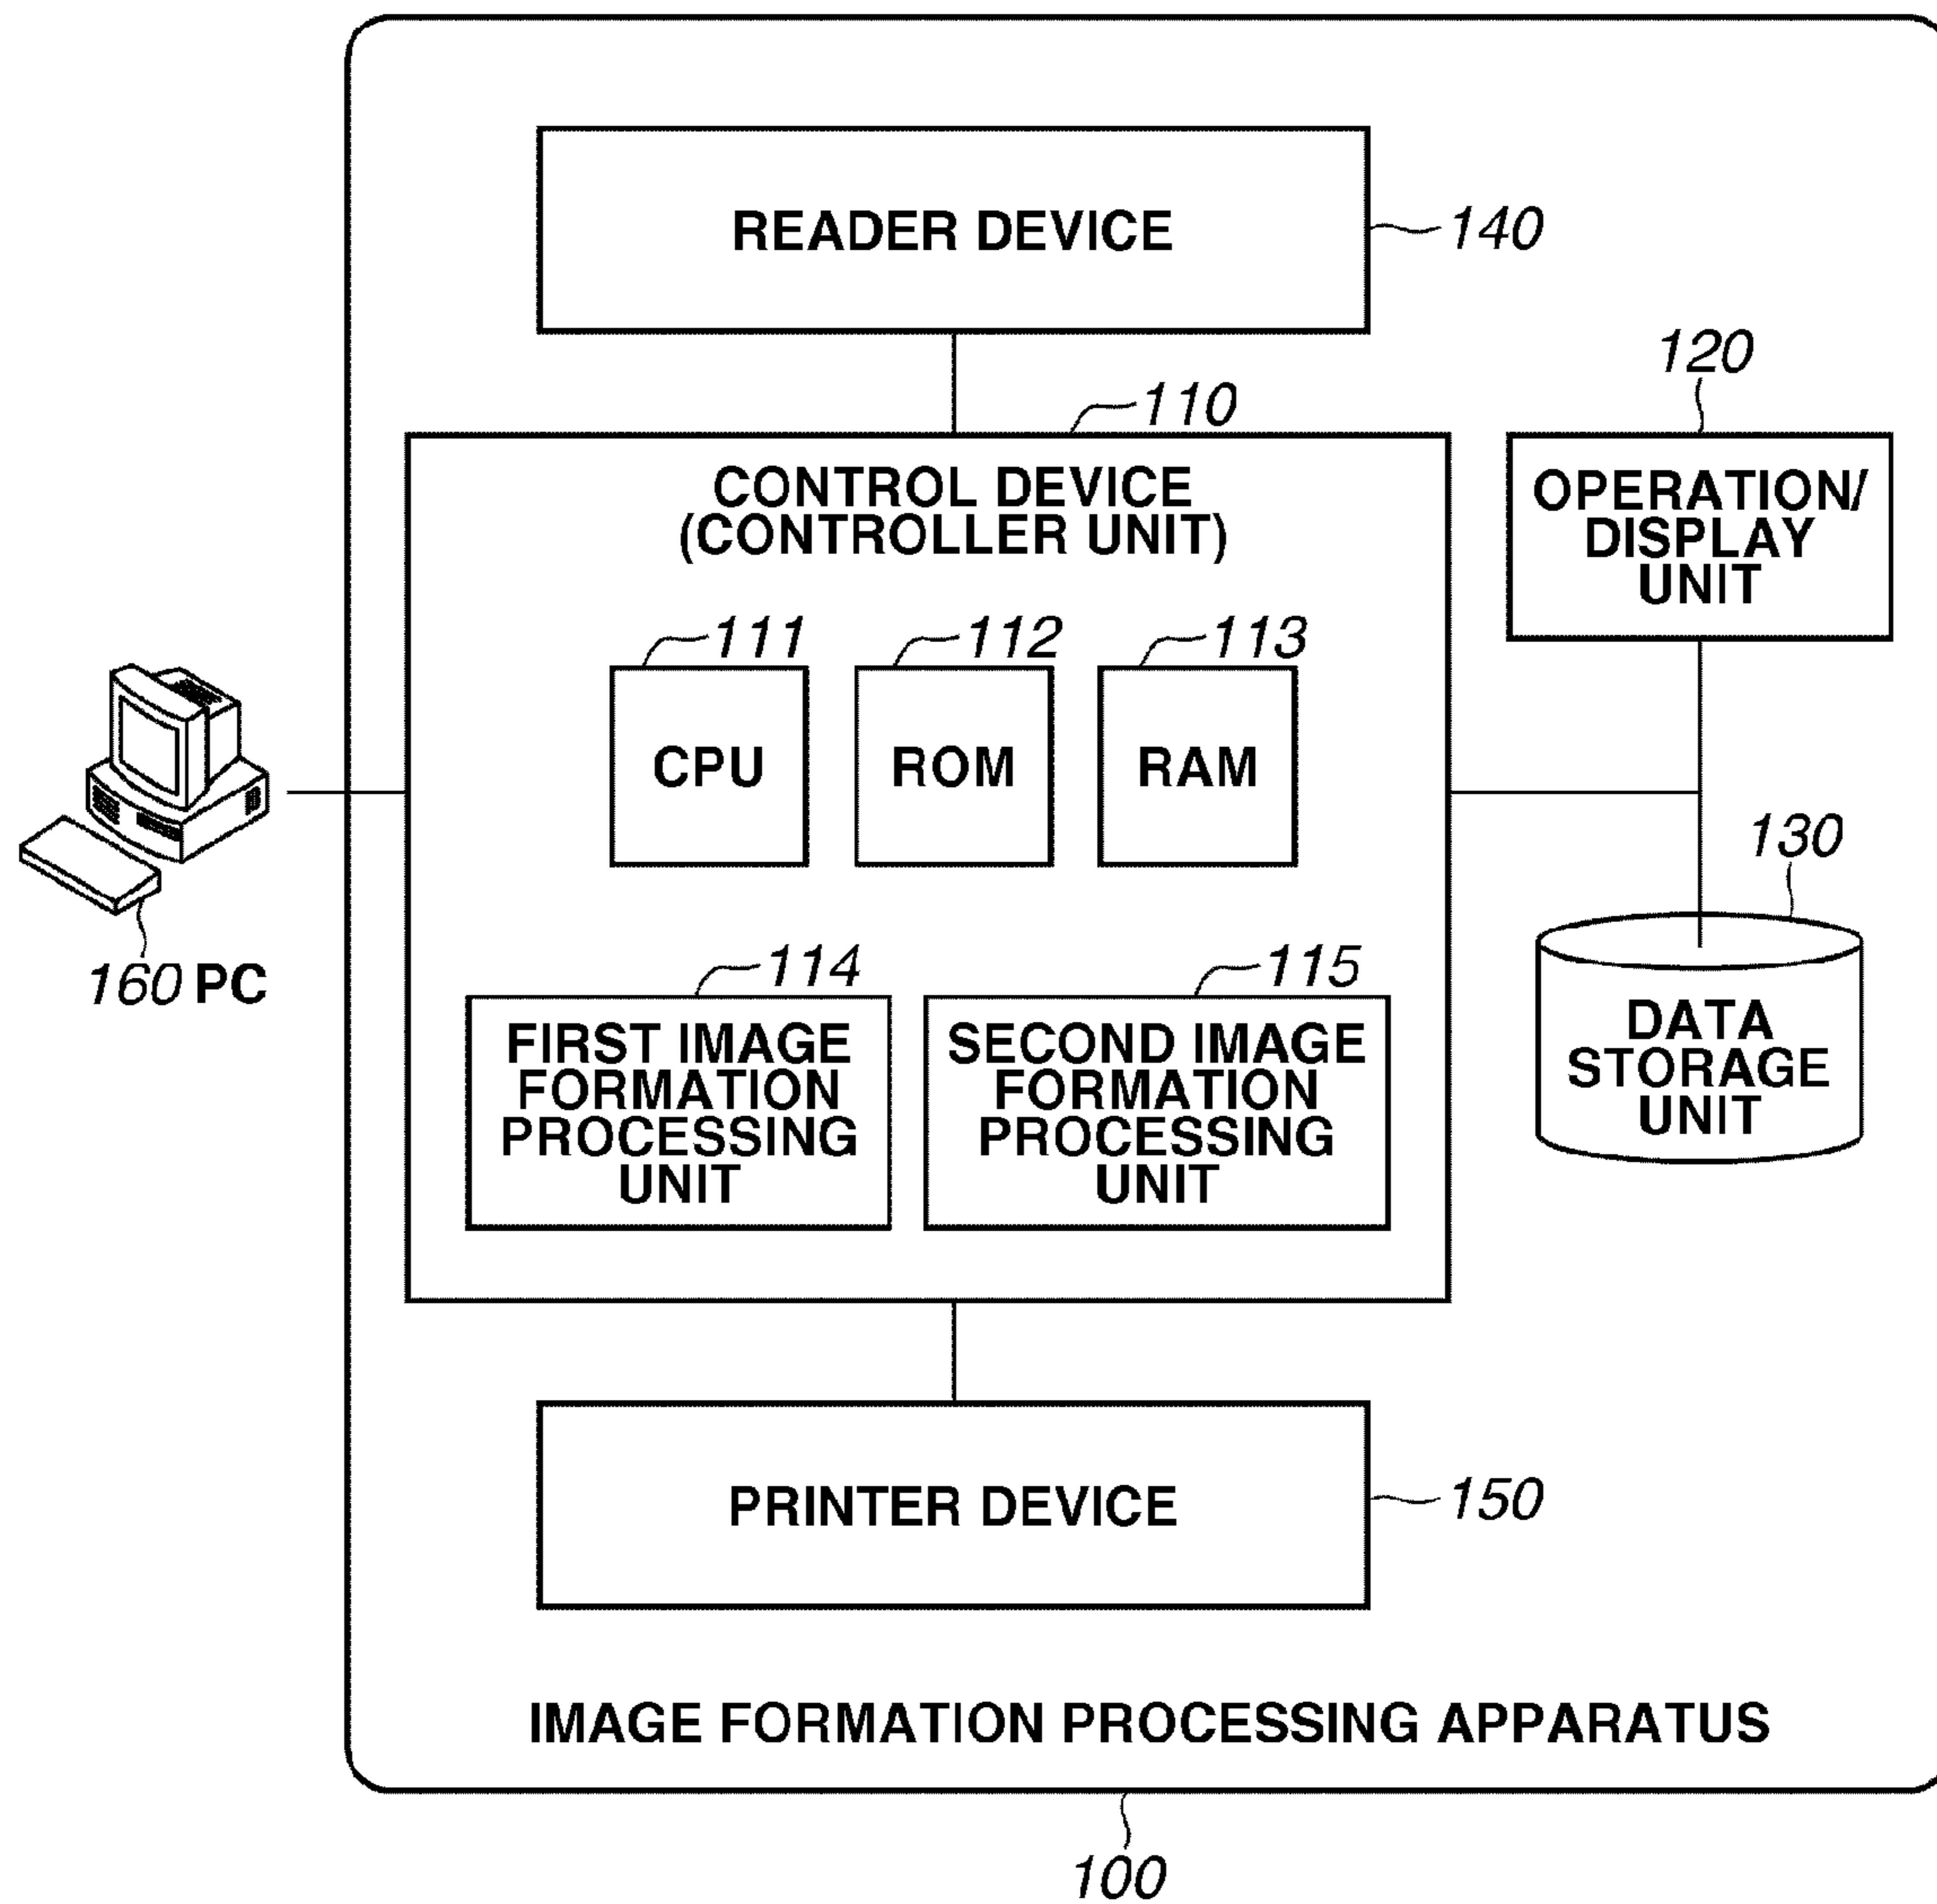 READER DEVICE
140
120
110
CONTROL DEVICE
(CONTROLLER UNIT)
OPERATION/
DISPLAY
UNIT
111
112
113
CPU
ROM
RAM
130
160 PC
114
115
FIRST IMAGE
FORMATION
PROCESSING
UNIT
SECOND IMAGE
FORMATION
PROCESSING
UNIT
DATA
STORAGE
UNIT
PRINTER DEVICE
150
IMAGE FORMATION PROCESSING APPARATUS
100